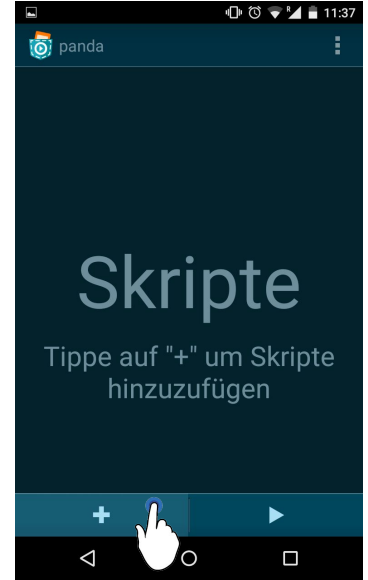 R 11:37
panda
Skripte
Tippe auf "+" um Skripte
hinzuzufügen